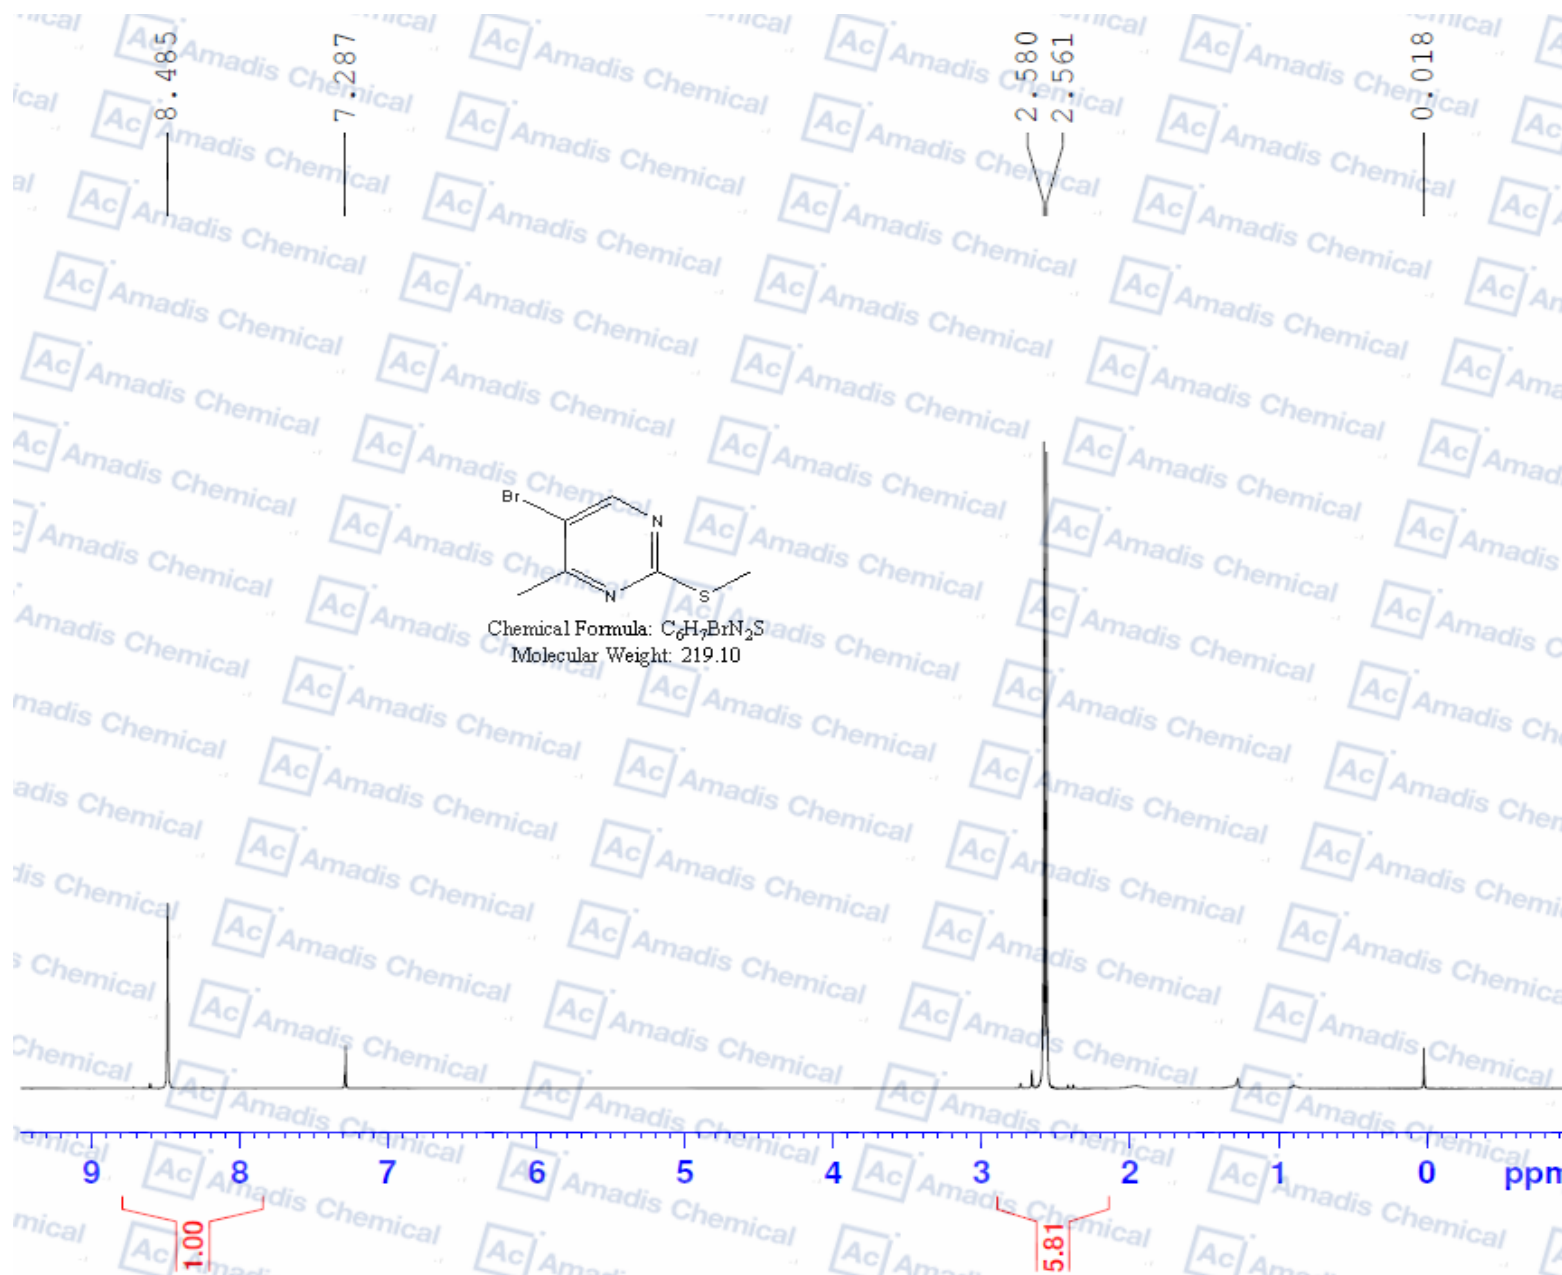 8.485
7.287
2.580
2.561
0.018
Br
N
N
S
Chemical Formula: C₆H₇BrN₂S
Molecular Weight: 219.10
9 8 7 6 5 4 3 2 1 0 ppm
1.00
5.81
Ac Amadis Chemical